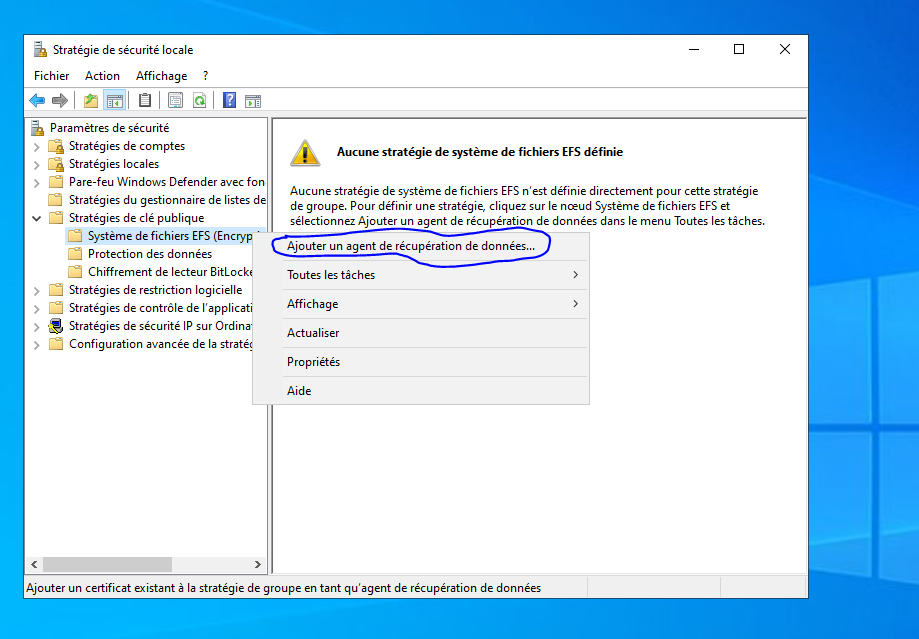 Stratégie de sécurité locale
Fichier Action Affichage ?
Paramètres de sécurité
Stratégies de comptes
Stratégies locales
Pare-feu Windows Defender avec fon
Stratégies du gestionnaire de listes de
Stratégies de clé publique
Système de fichiers EFS (Encryp
Protection des données
Chiffrement de lecteur BitLocke
Stratégies de restriction logicielle
Stratégies de contrôle de l'applicati
Stratégies de sécurité IP sur Ordina
Configuration avancée de la straté
Aucune stratégie de système de fichiers EFS définie
Aucune stratégie de système de fichiers EFS n'est définie directement pour cette stratégie
de groupe. Pour définir une stratégie, cliquez sur le nœud Système de fichiers EFS et
sélectionnez Ajouter un agent de récupération de données dans le menu Toutes les tâches.
Ajouter un agent de récupération de données...
Toutes les tâches
Affichage
Actualiser
Propriétés
Aide
Ajouter un certificat existant à la stratégie de groupe en tant qu'agent de récupération de données